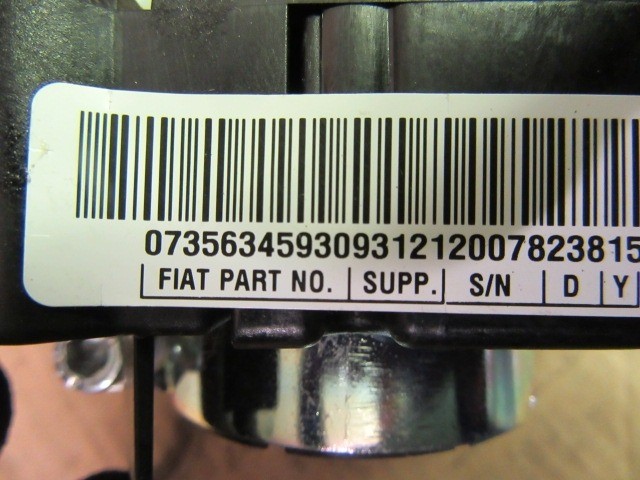 07356345930931212007823815
FIAT PART NO. SUPP. S/N D Y